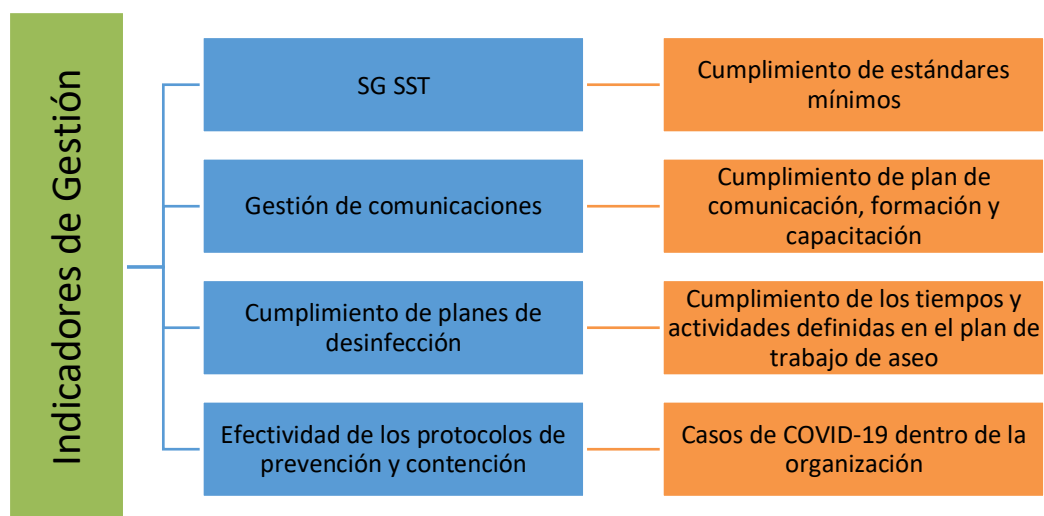 Indicadores de Gestión
SG SST
Cumplimiento de estándares
mínimos
Gestión de comunicaciones
Cumplimiento de plan de
comunicación, formación y
capacitación
Cumplimiento de planes de
desinfección
Cumplimiento de los tiempos y
actividades definidas en el plan de
trabajo de aseo
Efectividad de los protocolos de
prevención y contención
Casos de COVID-19 dentro de la
organización